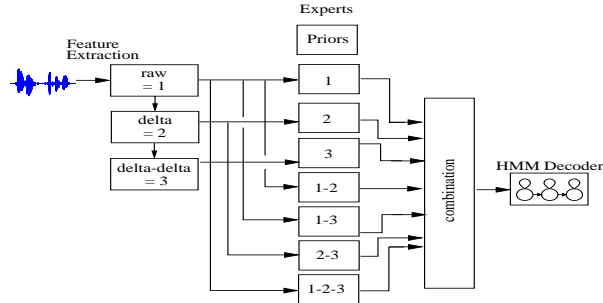 Experts
Priors
Feature
Extraction
raw
= 1
delta
= 2
delta-delta
= 3
1
2
3
1-2
1-3
2-3
1-2-3
combination
HMM Decoder